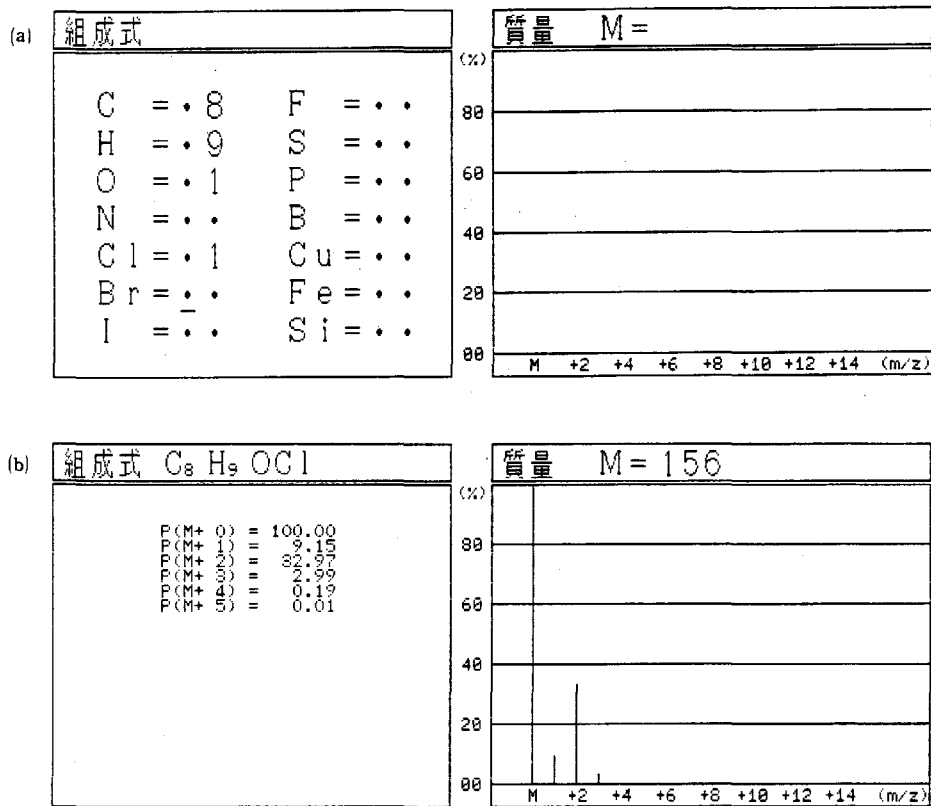 (a)
組成式
C = • 8 F = • •
H = • 9 S = • •
O = • 1 P = • •
N = • • B = • •
Cl = • 1 Cu = • •
Br = • • Fe = • •
I = • • Si = • •
質量 M =
(%)
80
60
40
20
00
M +2 +4 +6 +8 +10 +12 +14 (m/z)
(b)
組成式 C₈ H₉ OCl
P(M+ 0) = 100.00
P(M+ 1) = 9.15
P(M+ 2) = 32.97
P(M+ 3) = 2.99
P(M+ 4) = 0.19
P(M+ 5) = 0.01
質量 M = 156
(%)
80
60
40
20
00
M +2 +4 +6 +8 +10 +12 +14 (m/z)